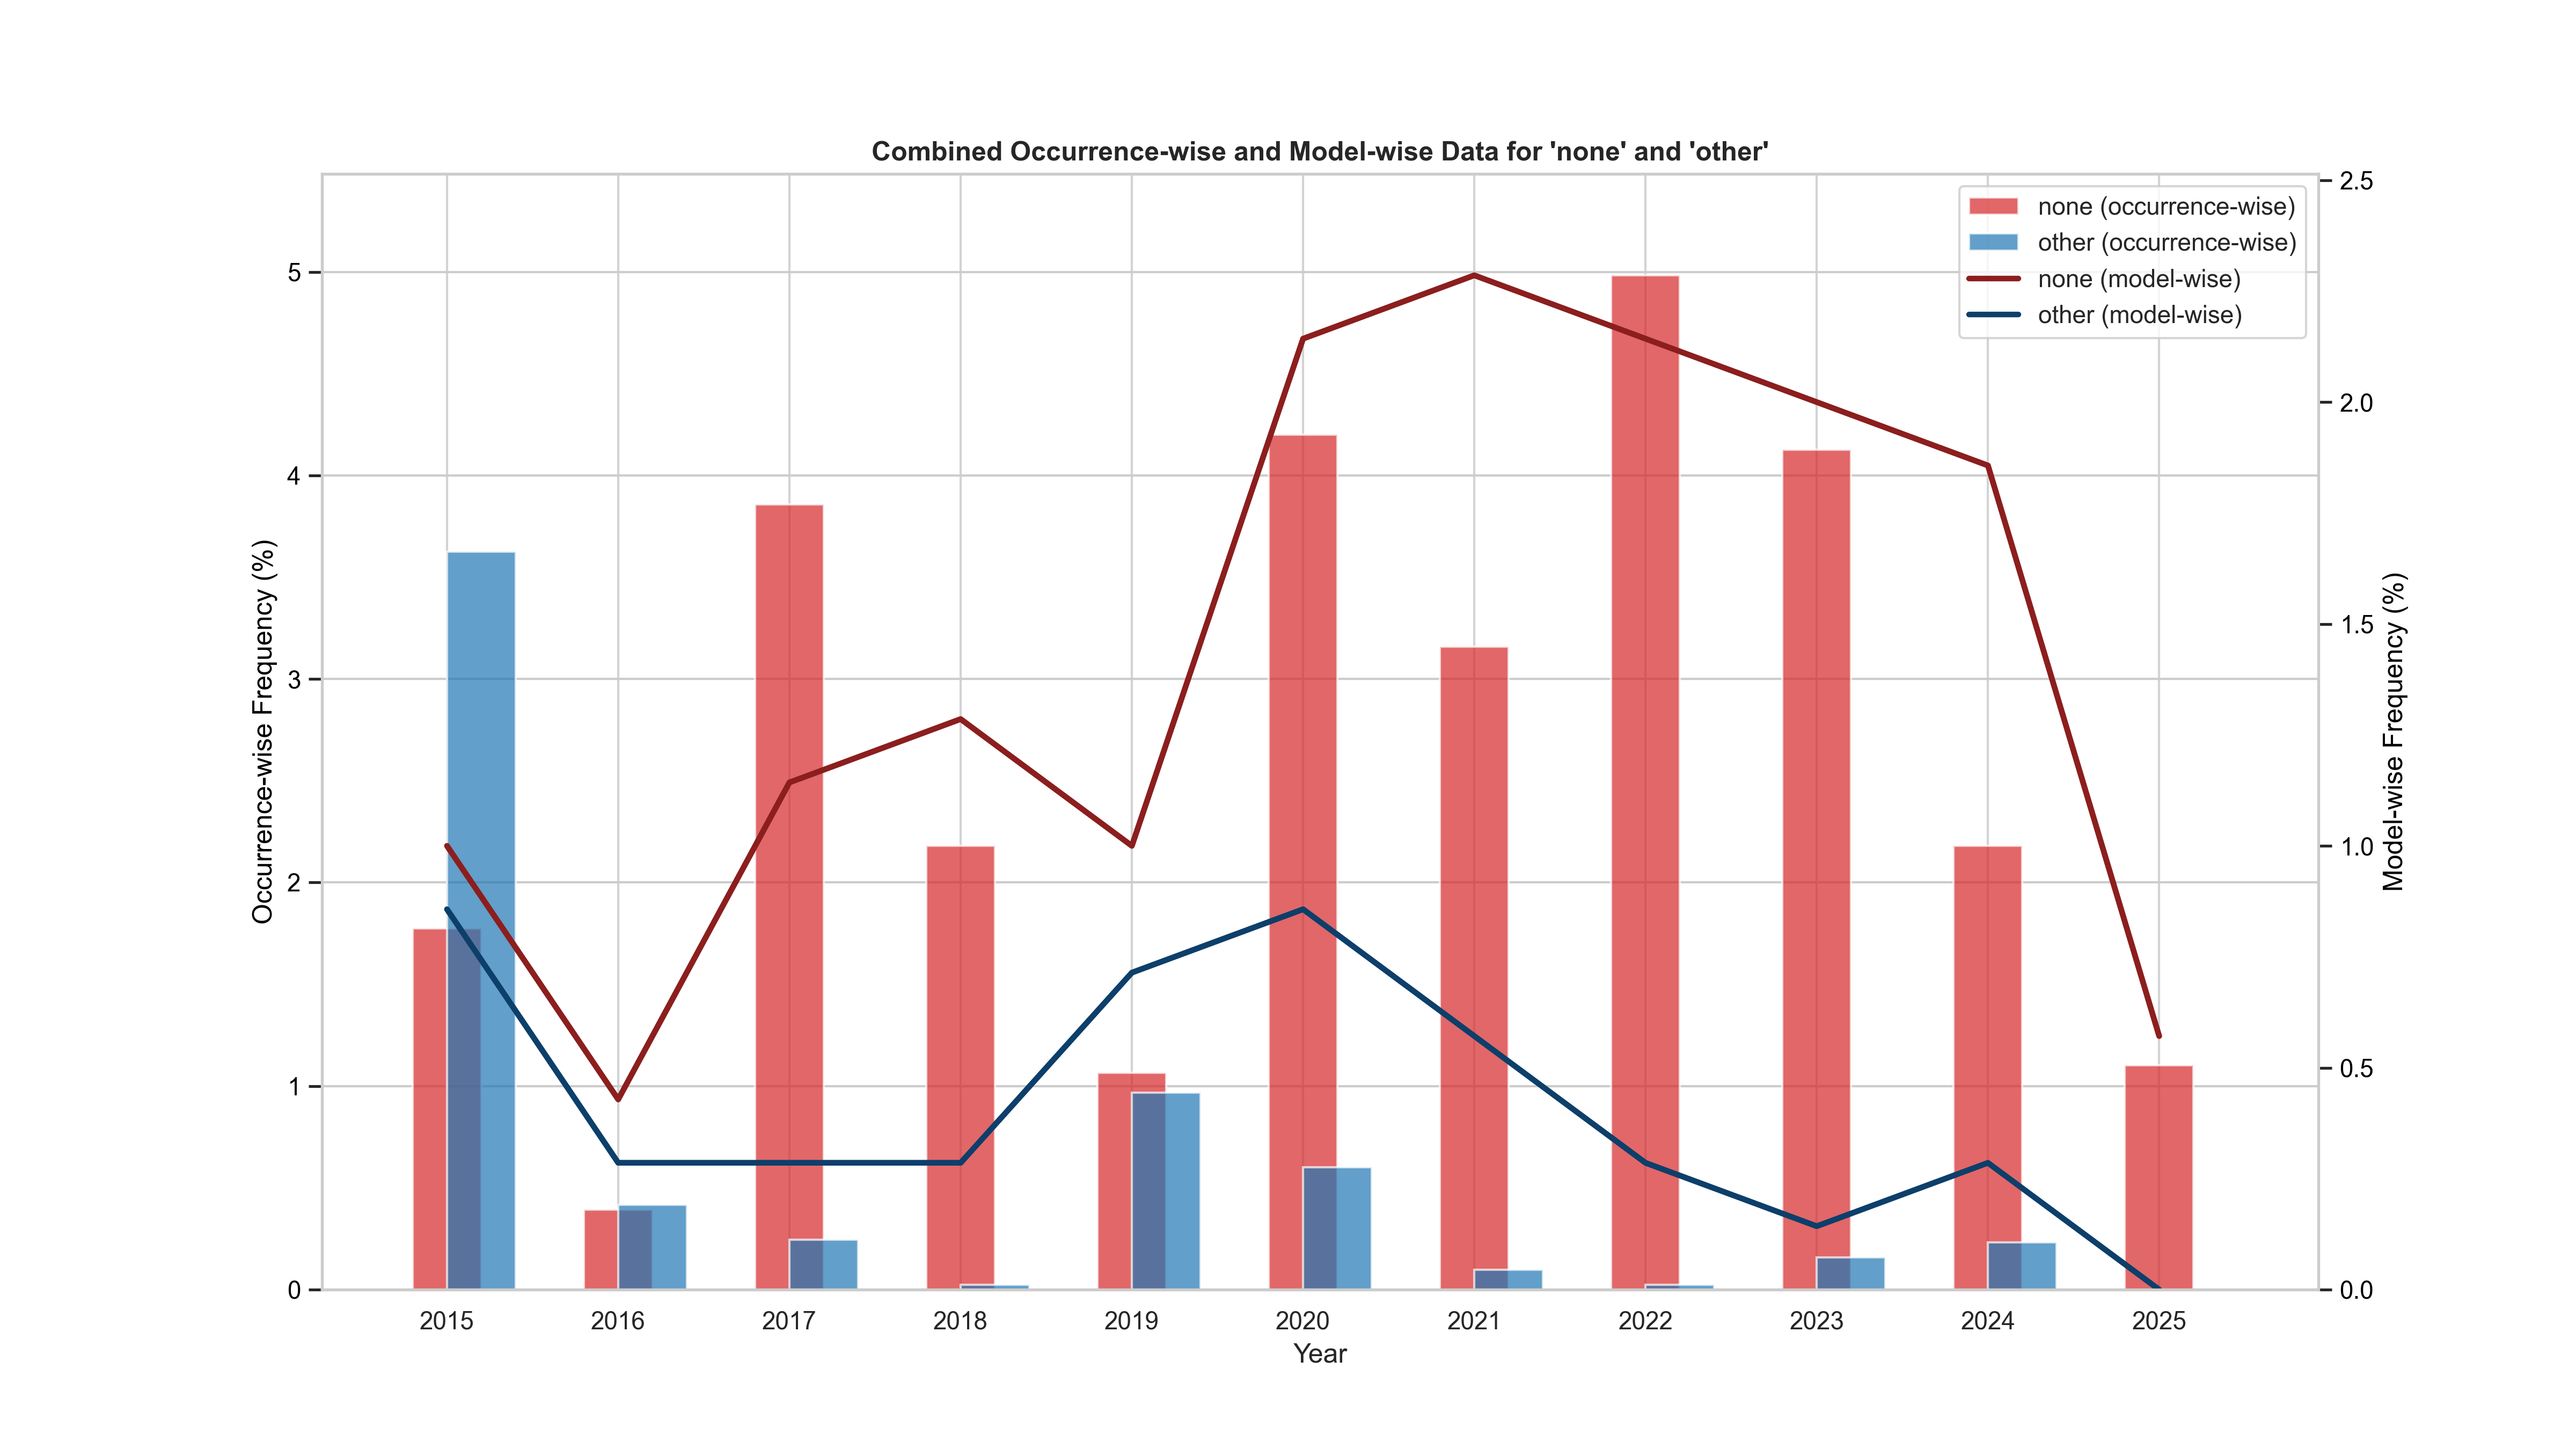 Combined Occurrence-wise and Model-wise Data for 'none' and 'other'
none (occurrence-wise)
other (occurrence-wise)
none (model-wise)
other (model-wise)
Occurrence-wise Frequency (%)
5
4
3
2
1
0
2.5
2.0
1.5
1.0
0.5
0.0
Model-wise Frequency (%)
2015 2016 2017 2018 2019 2020 2021 2022 2023 2024 2025
Year